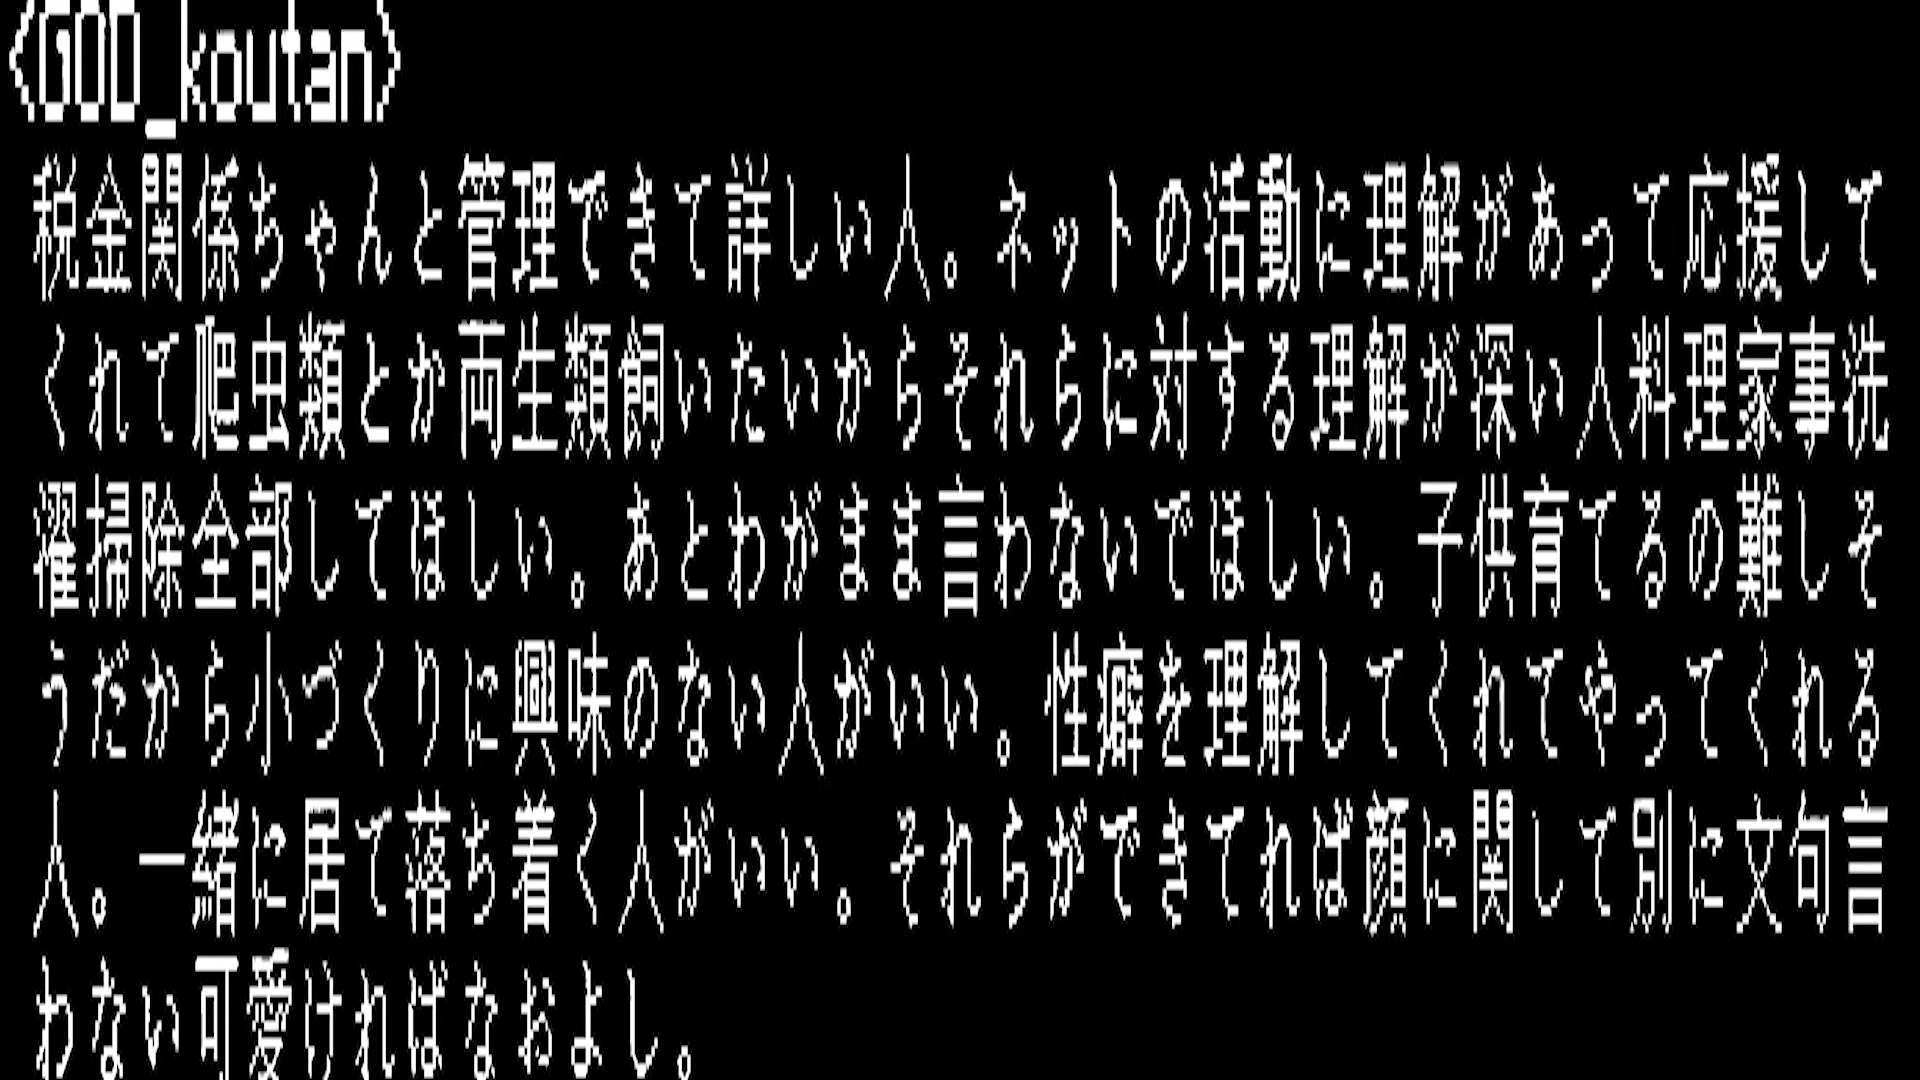 <GOD_koutan>
税金関係ちゃんと管理できて詳しい人。ネットの活動に理解があって応援して
くれて爬虫類とか両生類飼いたいからそれらに対する理解が深い人料理家事洗
濯掃除全部してほしい。あとわがまま言わないでほしい。子供育てるの難しそ
うだから小づくりに興味のない人がいい。性癖を理解してくれてやってくれる
人。一緒に居て落ち着く人がいい。それらができてれば顔に関して別に文句言
わない可愛ければなおよし。